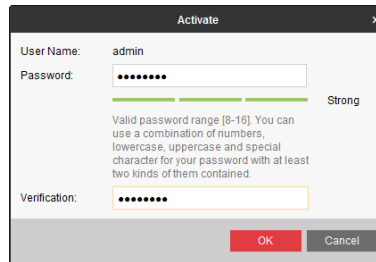 Activate
x
User Name: admin
Password: ●●●●●●●●
Strong
Valid password range [8-16]. You can
use a combination of numbers,
lowercase, uppercase and special
character for your password with at least
two kinds of them contained.
Verification: ●●●●●●●●
OK Cancel